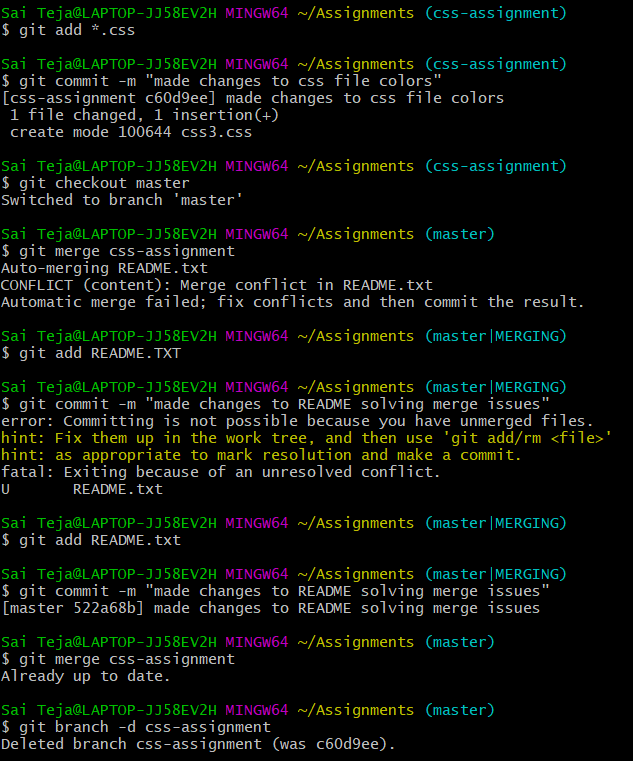 Sai Teja@LAPTOP-JJ58EV2H MINGW64 ~/Assignments (css-assignment)
$ git add *.css
Sai Teja@LAPTOP-JJ58EV2H MINGW64 ~/Assignments (css-assignment)
$ git commit -m "made changes to css file colors"
[css-assignment c60d9ee] made changes to css file colors
 1 file changed, 1 insertion(+)
 create mode 100644 css3.css
Sai Teja@LAPTOP-JJ58EV2H MINGW64 ~/Assignments (css-assignment)
$ git checkout master
Switched to branch 'master'
Sai Teja@LAPTOP-JJ58EV2H MINGW64 ~/Assignments (master)
$ git merge css-assignment
Auto-merging README.txt
CONFLICT (content): Merge conflict in README.txt
Automatic merge failed; fix conflicts and then commit the result.
Sai Teja@LAPTOP-JJ58EV2H MINGW64 ~/Assignments (master|MERGING)
$ git add README.TXT
Sai Teja@LAPTOP-JJ58EV2H MINGW64 ~/Assignments (master|MERGING)
$ git commit -m "made changes to README solving merge issues"
error: Committing is not possible because you have unmerged files.
hint: Fix them up in the work tree, and then use 'git add/rm <file>'
hint: as appropriate to mark resolution and make a commit.
fatal: Exiting because of an unresolved conflict.
U       README.txt
Sai Teja@LAPTOP-JJ58EV2H MINGW64 ~/Assignments (master|MERGING)
$ git add README.txt
Sai Teja@LAPTOP-JJ58EV2H MINGW64 ~/Assignments (master|MERGING)
$ git commit -m "made changes to README solving merge issues"
[master 522a68b] made changes to README solving merge issues
Sai Teja@LAPTOP-JJ58EV2H MINGW64 ~/Assignments (master)
$ git merge css-assignment
Already up to date.
Sai Teja@LAPTOP-JJ58EV2H MINGW64 ~/Assignments (master)
$ git branch -d css-assignment
Deleted branch css-assignment (was c60d9ee).